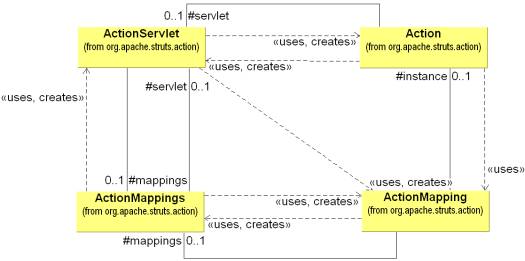 0..1 #servlet
ActionServlet
(from org.apache.struts.action)
«uses, creates»
Action
(from org.apache.struts.action)
«uses, creates»
#servlet 0..1
#instance 0..1
«uses, creates»
«uses»
0..1 #mappings
«uses, creates»
ActionMappings
(from org.apache.struts.action)
«uses, creates»
ActionMapping
(from org.apache.struts.action)
«uses, creates»
#mappings 0..1